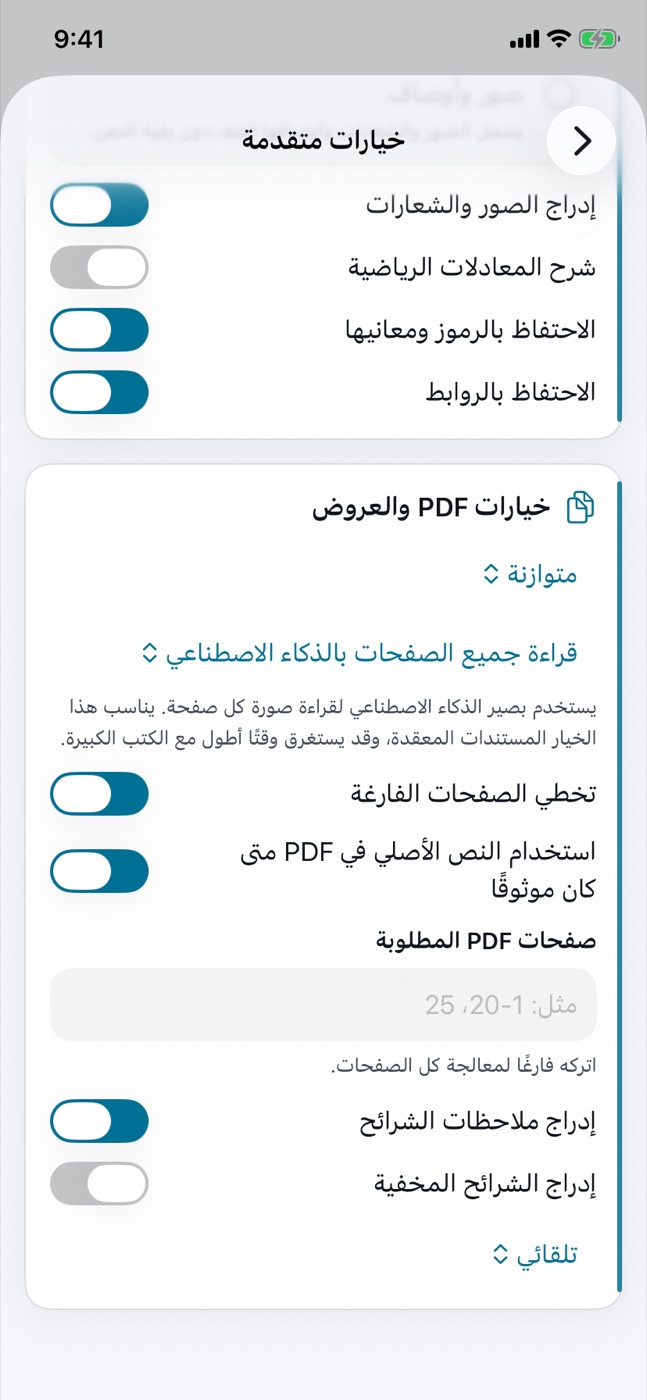 9:41
صور وأوصاف
خيارات متقدمة
إدراج الصور والشعارات
شرح المعادلات الرياضية
الاحتفاظ بالرموز ومعانيها
الاحتفاظ بالروابط
خيارات PDF والعروض
متوازنة
قراءة جميع الصفحات بالذكاء الاصطناعي
يستخدم بصير الذكاء الاصطناعي لقراءة صورة كل صفحة. يناسب هذا
الخيار المستندات المعقدة، وقد يستغرق وقتًا أطول مع الكتب الكبيرة.
تخطي الصفحات الفارغة
استخدام النص الأصلي في PDF متى
كان موثوقًا
صفحات PDF المطلوبة
مثل: 1-20، 25
اتركه فارغًا لمعالجة كل الصفحات.
إدراج ملاحظات الشرائح
إدراج الشرائح المخفية
تلقائي